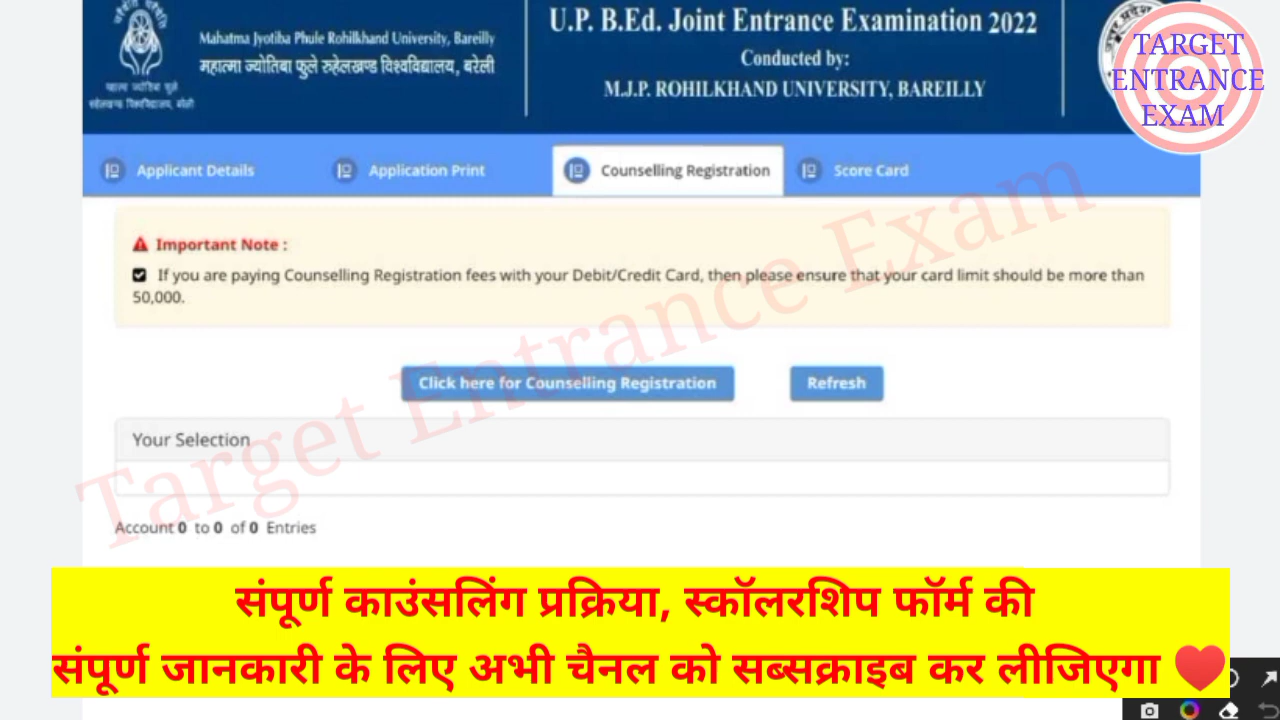 U.P. B.Ed. Joint Entrance Examination 2022
Mahatma Jyotiba Phule Rohilkhand University, Bareilly
महात्मा ज्योतिबा फुले रुहेलखण्ड विश्वविद्यालय, बरेली
Conducted by:
M.J.P. ROHILKHAND UNIVERSITY, BAREILLY
TARGET
ENTRANCE
EXAM
Applicant Details
Application Print
Counselling Registration
Score Card
Important Note :
If you are paying Counselling Registration fees with your Debit/Credit Card, then please ensure that your card limit should be more than
50,000.
Click here for Counselling Registration
Refresh
Your Selection
Account 0 to 0 of 0 Entries
Target Entrance Exam
संपूर्ण काउंसलिंग प्रक्रिया, स्कॉलरशिप फॉर्म की
संपूर्ण जानकारी के लिए अभी चैनल को सब्सक्राइब कर लीजिएगा ❤️